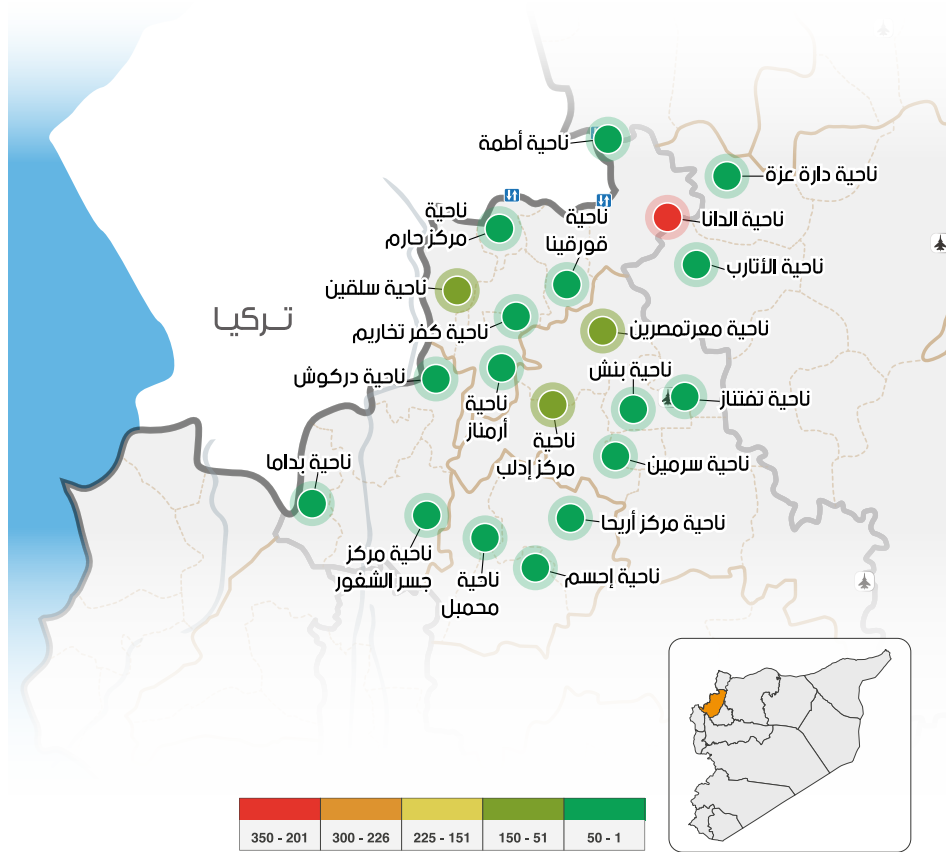 ناحية أطمة
ناحية دارة عزة
ناحية
مركز حارم
ناحية
قورقينا
ناحية الدانا
ناحية الأتارب
ناحية سلقين
تركيا
ناحية كفر تخاريم
ناحية معرتمصرين
ناحية دركوش
ناحية بنش
ناحية تفتناز
ناحية
أرمناز
ناحية
مركز إدلب
ناحية سرمين
ناحية بداما
ناحية مركز أريحا
ناحية مركز
جسر الشغور
ناحية
محمبل
ناحية إحسم
350 - 201
300 - 226
225 - 151
150 - 51
50 - 1